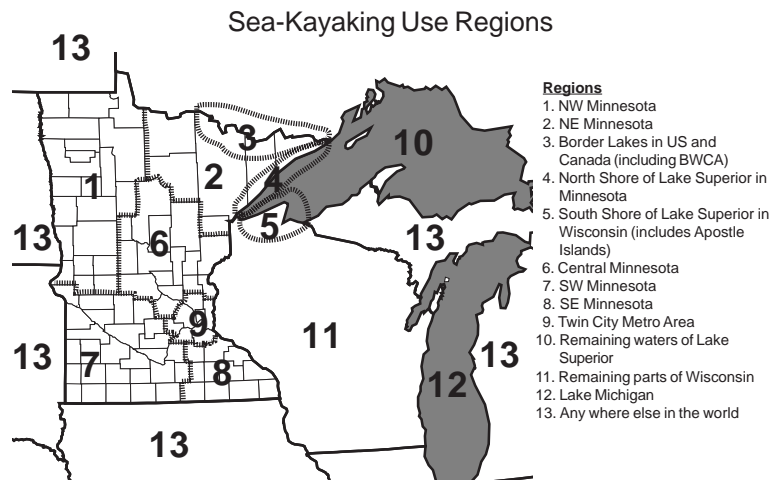 Sea-Kayaking Use Regions
13
3
10
2
1
4
5
13
6
13
9
11
13
13
7
8
12
13
Regions
1. NW Minnesota
2. NE Minnesota
3. Border Lakes in US and
Canada (including BWCA)
4. North Shore of Lake Superior in
Minnesota
5. South Shore of Lake Superior in
Wisconsin (includes Apostle
Islands)
6. Central Minnesota
7. SW Minnesota
8. SE Minnesota
9. Twin City Metro Area
10. Remaining waters of Lake
Superior
11. Remaining parts of Wisconsin
12. Lake Michigan
13. Any where else in the world